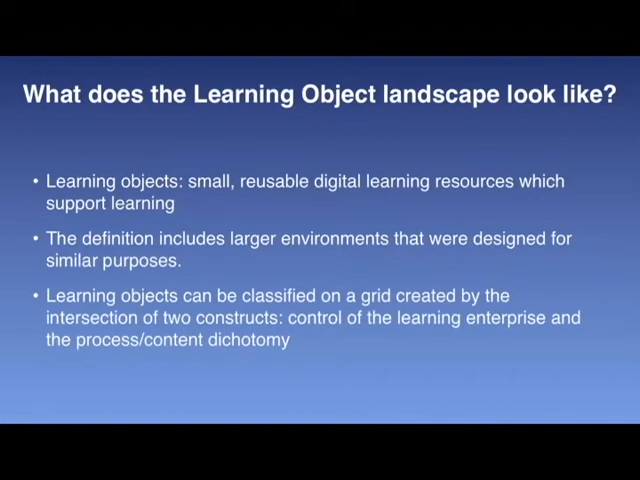 What does the Learning Object landscape look like?
• Learning objects: small, reusable digital learning resources which
support learning
• The definition includes larger environments that were designed for
similar purposes.
• Learning objects can be classified on a grid created by the
intersection of two constructs: control of the learning enterprise and
the process/content dichotomy